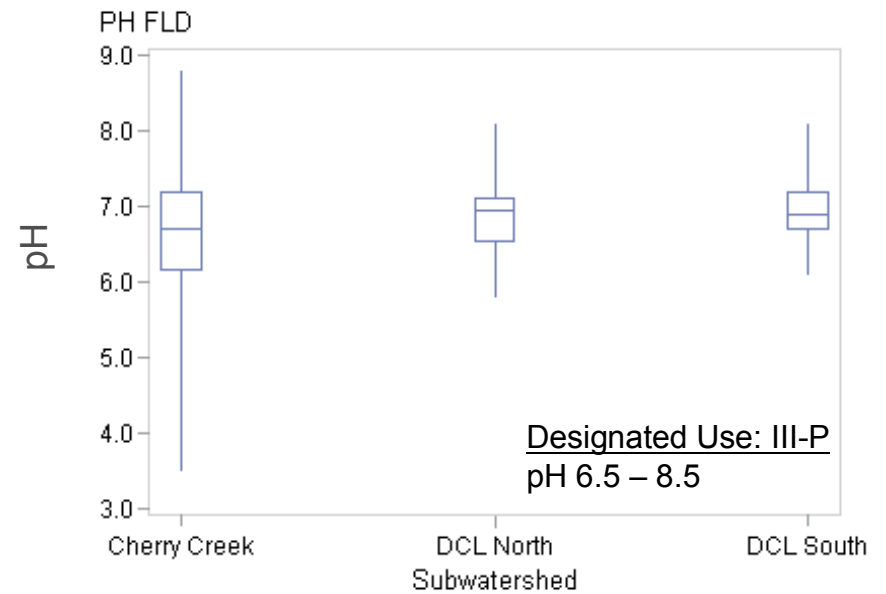 PH FLD
9.0
8.0
7.0
6.0
5.0
4.0
3.0
pH
Designated Use: III-P
pH 6.5 – 8.5
Cherry Creek DCL North DCL South
Subwatershed